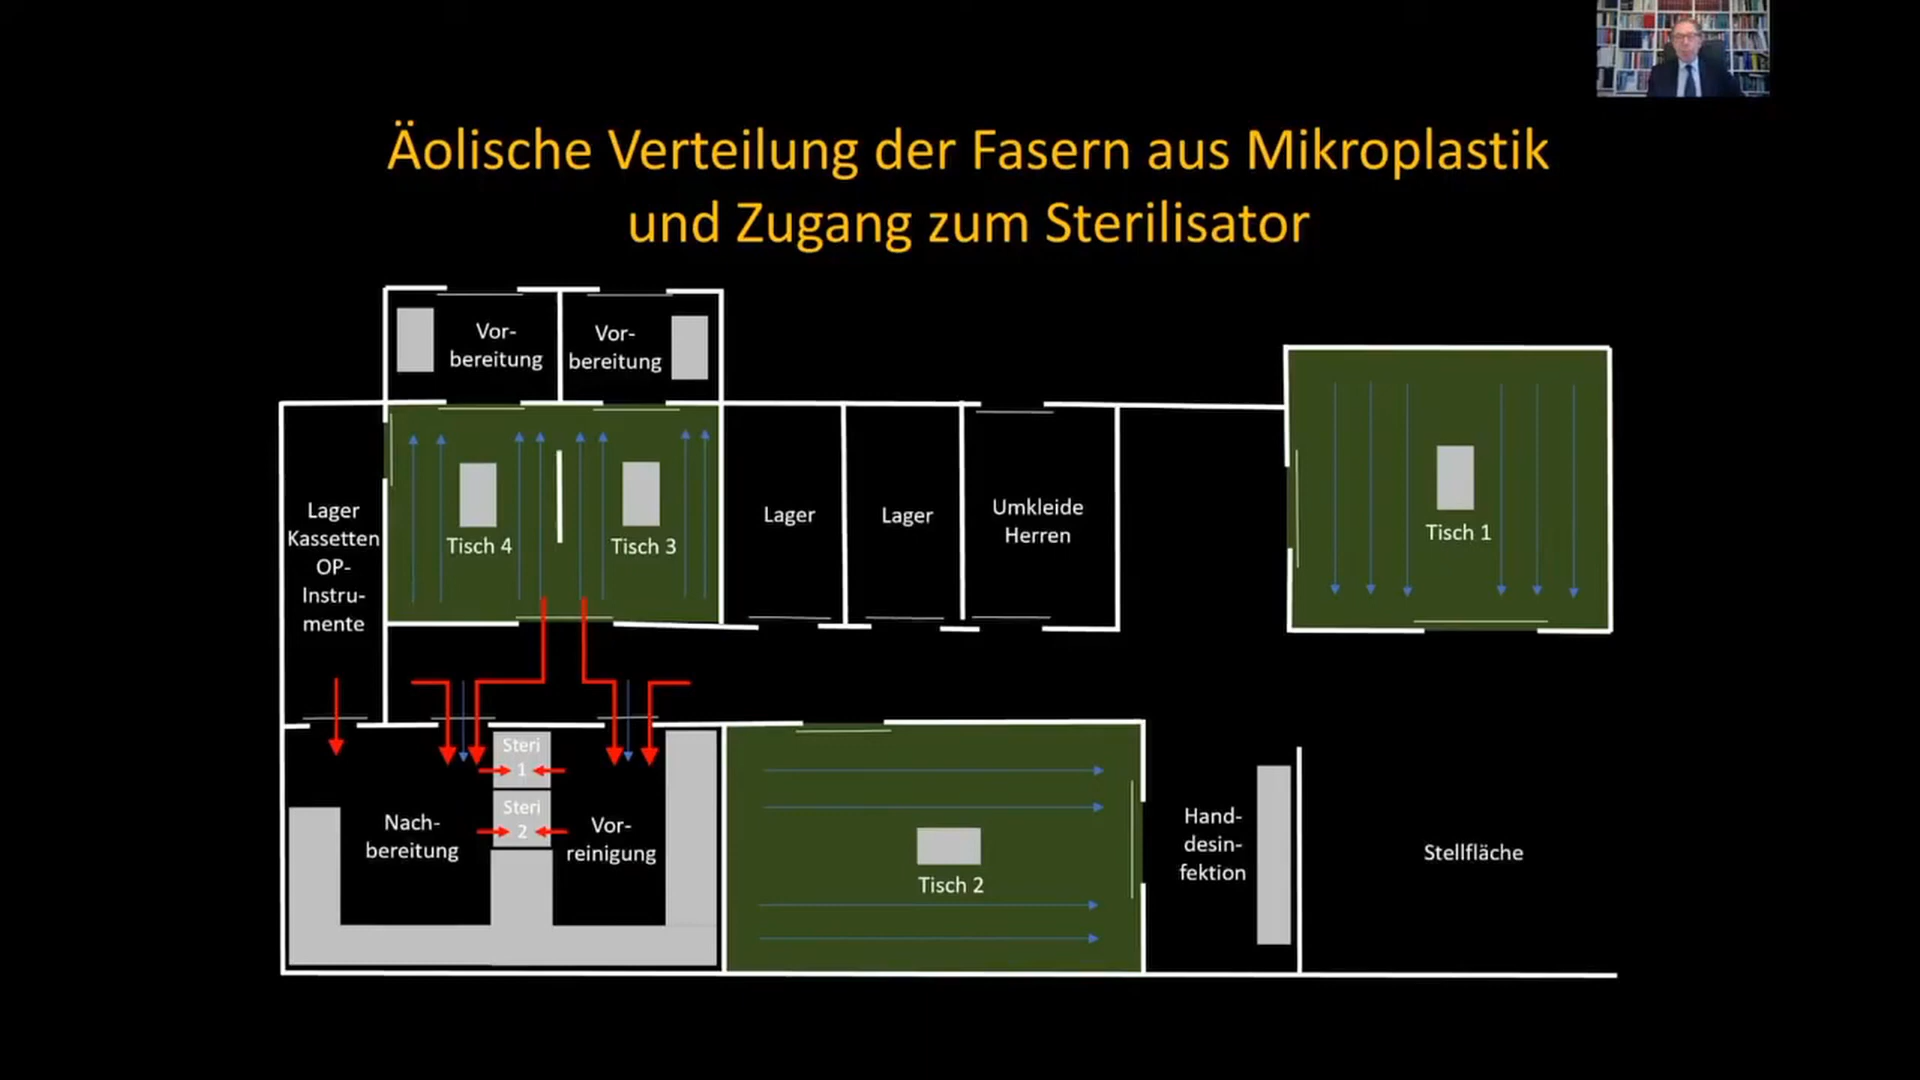 Äolische Verteilung der Fasern aus Mikroplastik
und Zugang zum Sterilisator
Vor-
bereitung
Vor-
bereitung
Lager
Kassetten
OP-
Instru-
mente
Tisch 4
Tisch 3
Lager
Lager
Umkleide
Herren
Tisch 1
Nach-
bereitung
Steri
1
Steri
2
Vor-
reinigung
Tisch 2
Hand-
desin-
fektion
Stellfläche